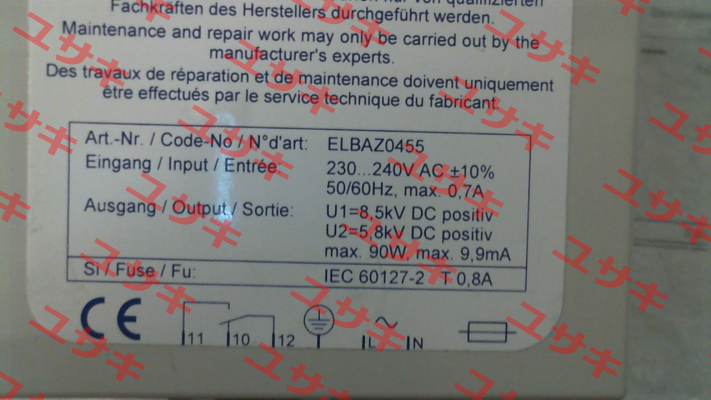 Fachkräften des Herstellers durchgeführt werden.
Maintenance and repair work may only be carried out by the
manufacturer's experts.
Des travaux de réparation et de maintenance doivent uniquement
être effectués par le service technique du fabricant.
Art.-Nr. / Code-No / N°d'art: ELBAZ0455
Eingang / Input / Entrée: 230...240V AC ±10%
50/60Hz, max. 0,7A
Ausgang / Output / Sortie: U1=8,5kV DC positiv
U2=5,8kV DC positiv
max. 90W, max. 9,9mA
Si / Fuse / Fu: IEC 60127-2 T 0,8A
CE
11 10 12 L N
ユサキ